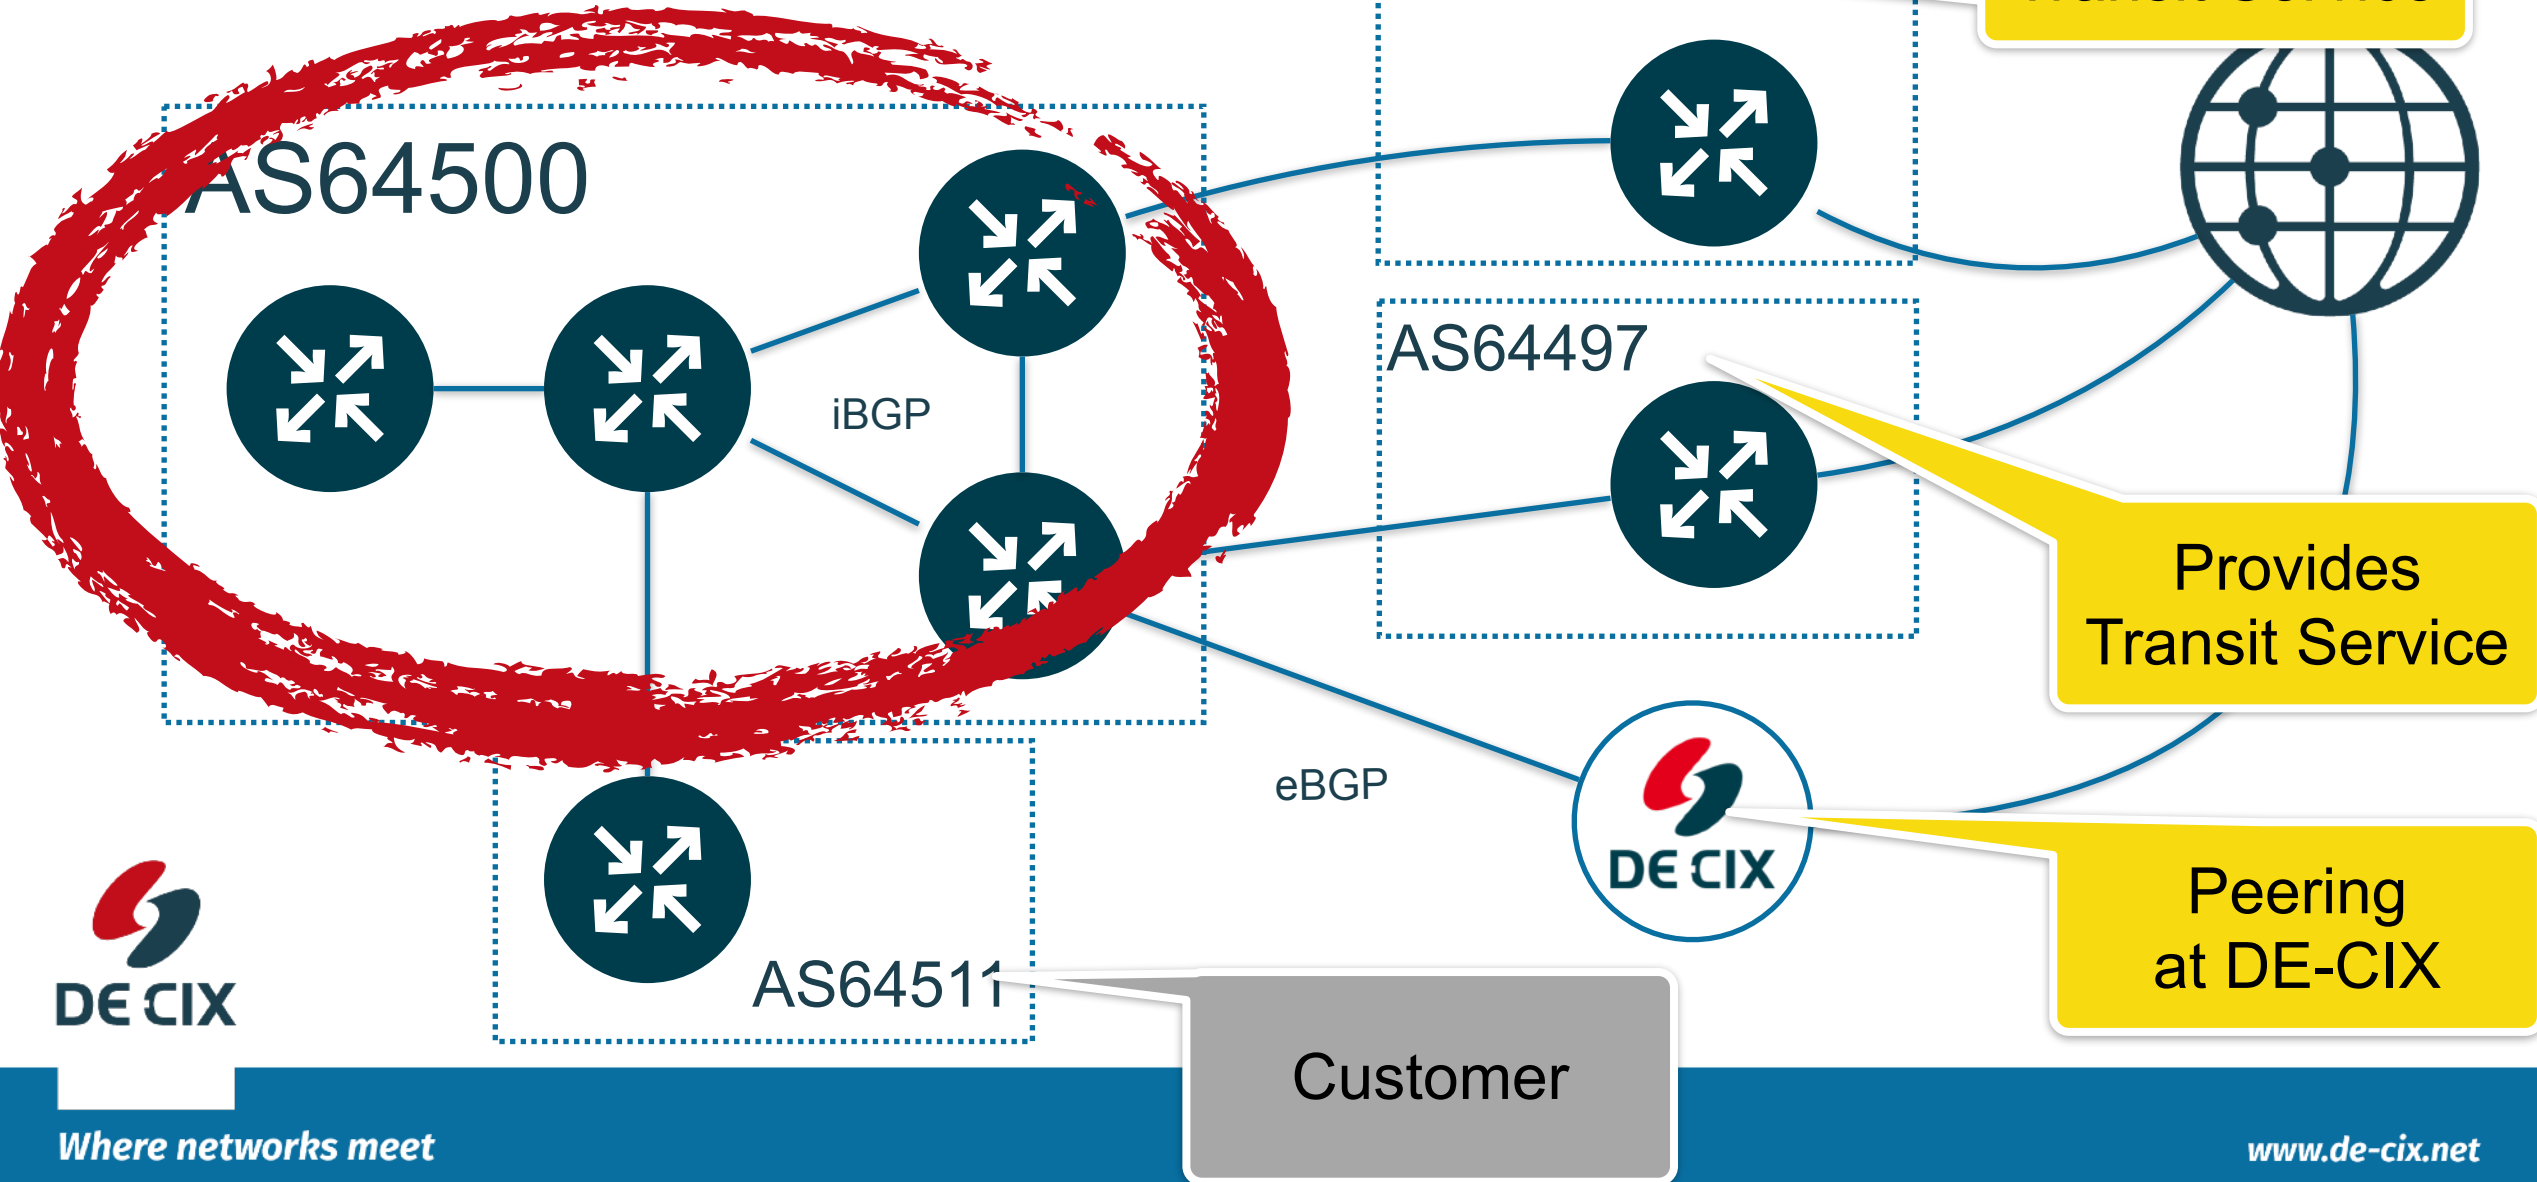 Transit Service
AS64500
AS64497
iBGP
Provides
Transit Service
eBGP
DE CIX
Peering
at DE-CIX
AS64511
DE CIX
Customer
Where networks meet
www.de-cix.net